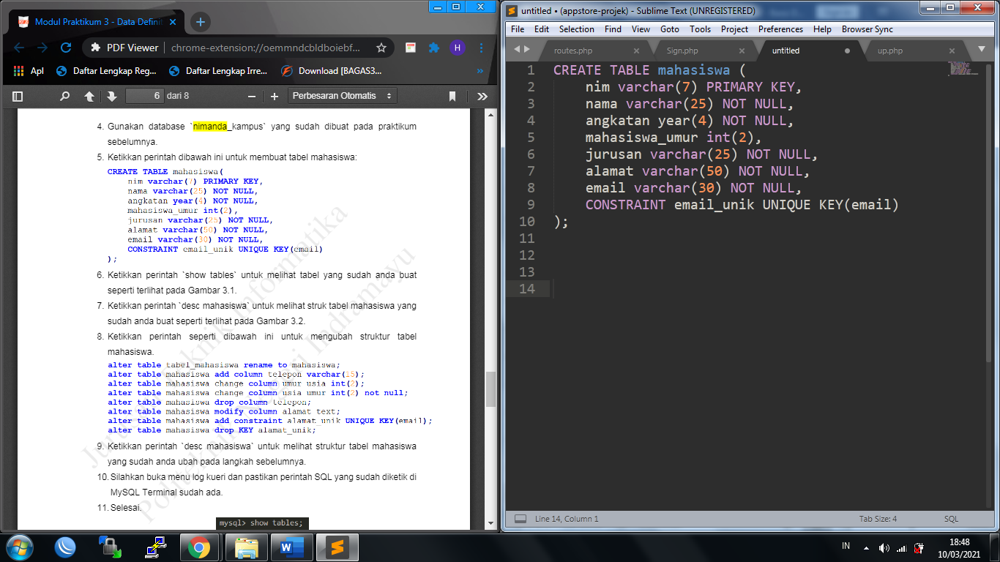 Modul Praktikum 3 - Data Definit
PDF Viewer
chrome-extension://oemmndcbldboiebf...
H
Apl
Daftar Lengkap Reg...
Daftar Lengkap Irre...
Download [BAGAS3...
»
6 dari 8
Perbesaran Otomatis
4. Gunakan database `nimanda_kampus` yang sudah dibuat pada praktikum
sebelumnya.
5. Ketikkan perintah dibawah ini untuk membuat tabel mahasiswa:
CREATE TABLE mahasiswa(
nim varchar(7) PRIMARY KEY,
nama varchar(25) NOT NULL,
angkatan year(4) NOT NULL,
mahasiswa_umur int(2),
jurusan varchar(25) NOT NULL,
alamat varchar(50) NOT NULL,
email varchar(30) NOT NULL,
CONSTRAINT email_unik UNIQUE KEY(email)
);
6. Ketikkan perintah `show tables` untuk melihat tabel yang sudah anda buat
seperti terlihat pada Gambar 3.1.
7. Ketikkan perintah `desc mahasiswa` untuk melihat struk tabel mahasiswa yang
sudah anda buat seperti terlihat pada Gambar 3.2.
8. Ketikkan perintah seperti dibawah ini untuk mengubah struktur tabel
mahasiswa.
alter table tabel_mahasiswa rename to mahasiswa;
alter table mahasiswa add column telepon varchar(15);
alter table mahasiswa change column umur usia int(2);
alter table mahasiswa change column usia umur int(2) not null;
alter table mahasiswa drop column telepon;
alter table mahasiswa modify column alamat text;
alter table mahasiswa add constraint alamat_unik UNIQUE KEY(email);
alter table mahasiswa drop KEY alamat_unik;
9. Ketikkan perintah `desc mahasiswa` untuk melihat struktur tabel mahasiswa
yang sudah anda ubah pada langkah sebelumnya.
10. Silahkan buka menu log kueri dan pastikan perintah SQL yang sudah diketik di
MySQL Terminal sudah ada.
11. Selesai.
mysql> show tables;
Teknik Informatika
Negeri Indramayu
untitled • (appstore-projek) - Sublime Text (UNREGISTERED)
File Edit Selection Find View Goto Tools Project Preferences Help Browser Sync
routes.php
Sign.php
untitled
up.php
1 CREATE TABLE mahasiswa (
2 nim varchar(7) PRIMARY KEY,
3 nama varchar(25) NOT NULL,
4 angkatan year(4) NOT NULL,
5 mahasiswa_umur int(2),
6 jurusan varchar(25) NOT NULL,
7 alamat varchar(50) NOT NULL,
8 email varchar(30) NOT NULL,
9 CONSTRAINT email_unik UNIQUE KEY(email)
10 );
11
12
13
14
Line 14, Column 1
Tab Size: 4
SQL
IN
18:48
10/03/2021